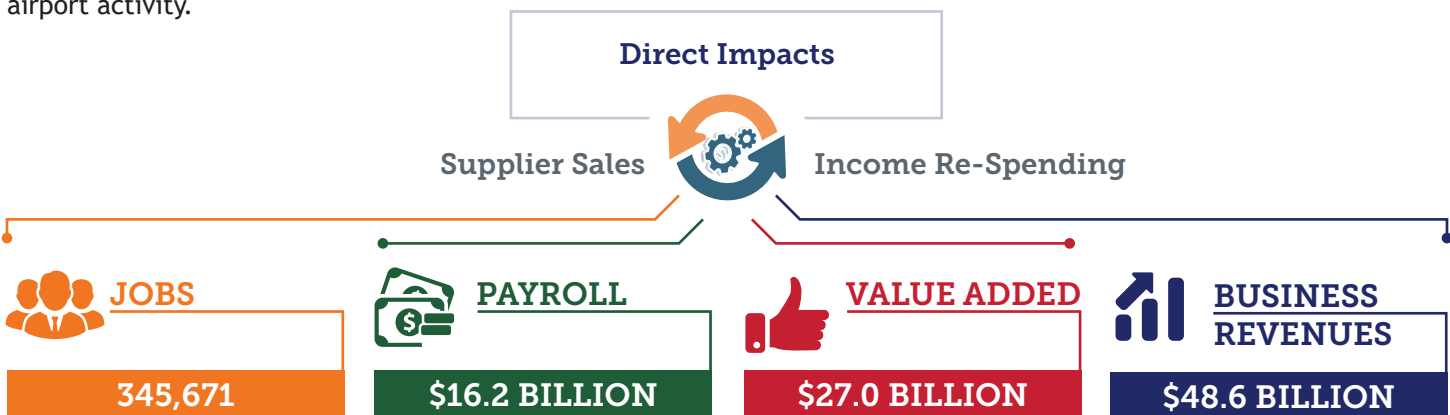 airport activity.
Direct Impacts
Supplier Sales
Income Re-Spending
JOBS
345,671
PAYROLL
$16.2 BILLION
VALUE ADDED
$27.0 BILLION
BUSINESS
REVENUES
$48.6 BILLION